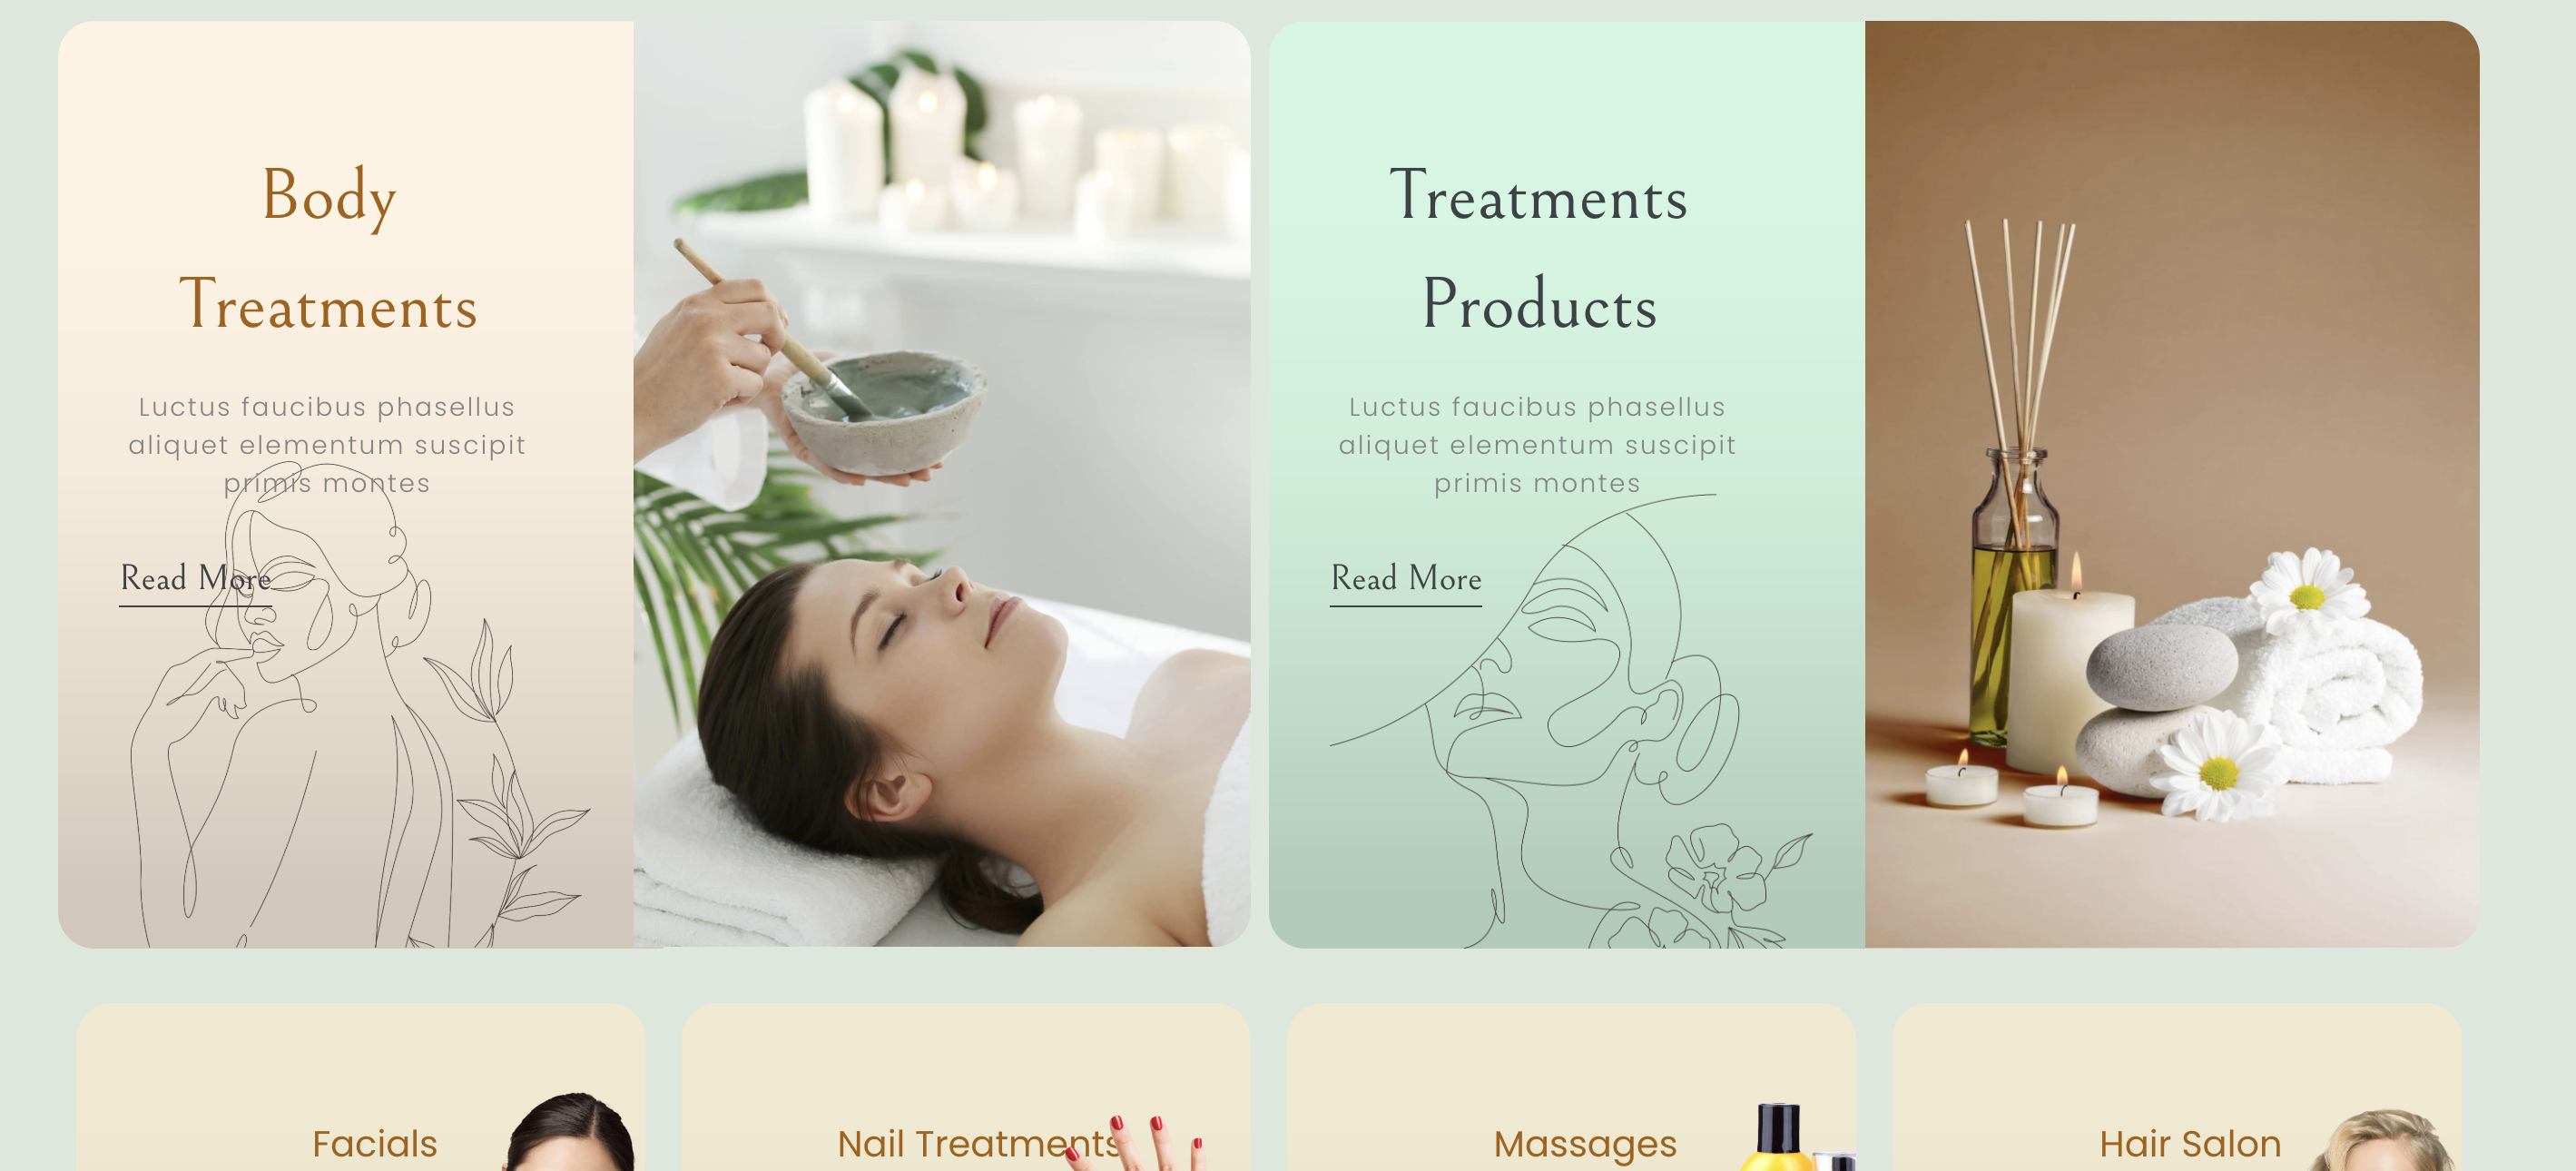 Body
Treatments
Luctus faucibus phasellus
aliquet elementum suscipit
primis montes
Read More
Treatments
Products
Luctus faucibus phasellus
aliquet elementum suscipit
primis montes
Read More
Facials
Nail Treatments
Massages
Hair Salon